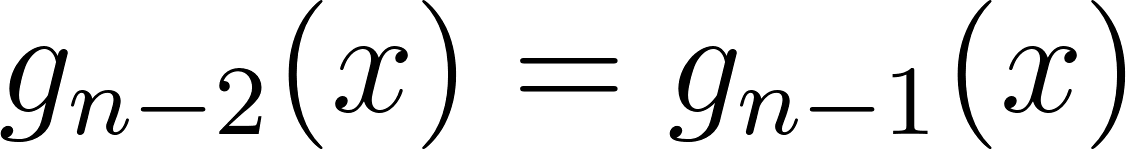 g_{n-2}(x) = g_{n-1}(x)